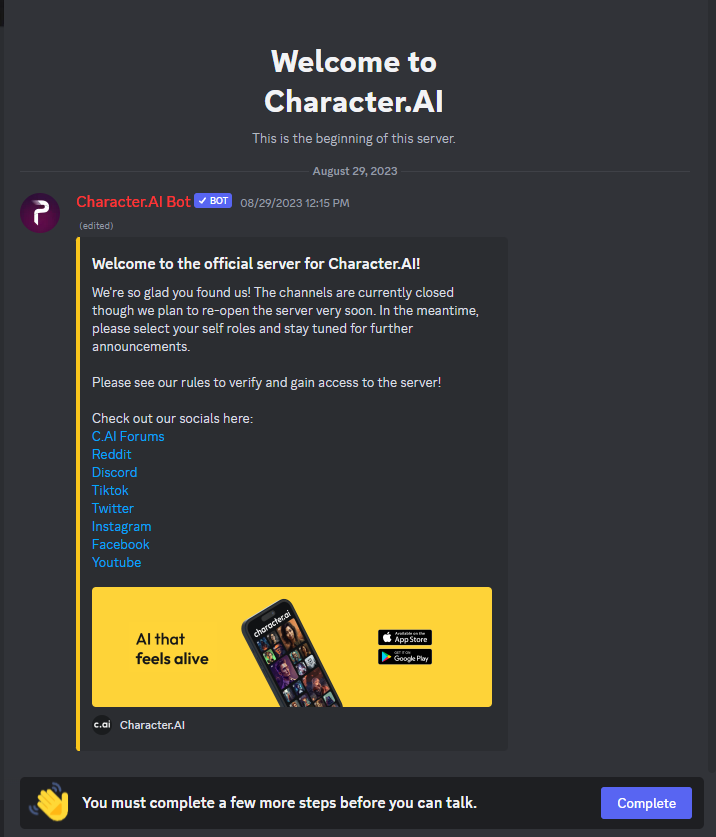 Welcome to
Character.AI
This is the beginning of this server.
August 29, 2023
Character.AI Bot BOT 08/29/2023 12:15 PM
(edited)
Welcome to the official server for Character.AI!
We're so glad you found us! The channels are currently closed
though we plan to re-open the server very soon. In the meantime,
please select your self roles and stay tuned for further
announcements.
Please see our rules to verify and gain access to the server!
Check out our socials here:
C.AI Forums
Reddit
Discord
Tiktok
Twitter
Instagram
Facebook
Youtube
AI that
feels alive
character.ai
Available on the
App Store
GET IT ON
Google Play
c.ai Character.AI
You must complete a few more steps before you can talk.
Complete